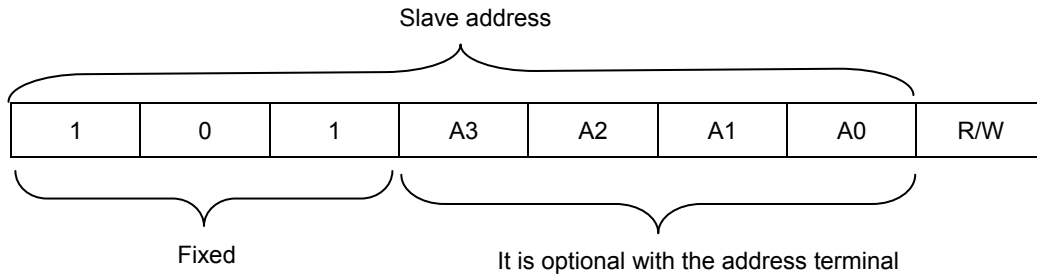 Slave address
1 0 1 A3 A2 A1 A0 R/W
Fixed
It is optional with the address terminal